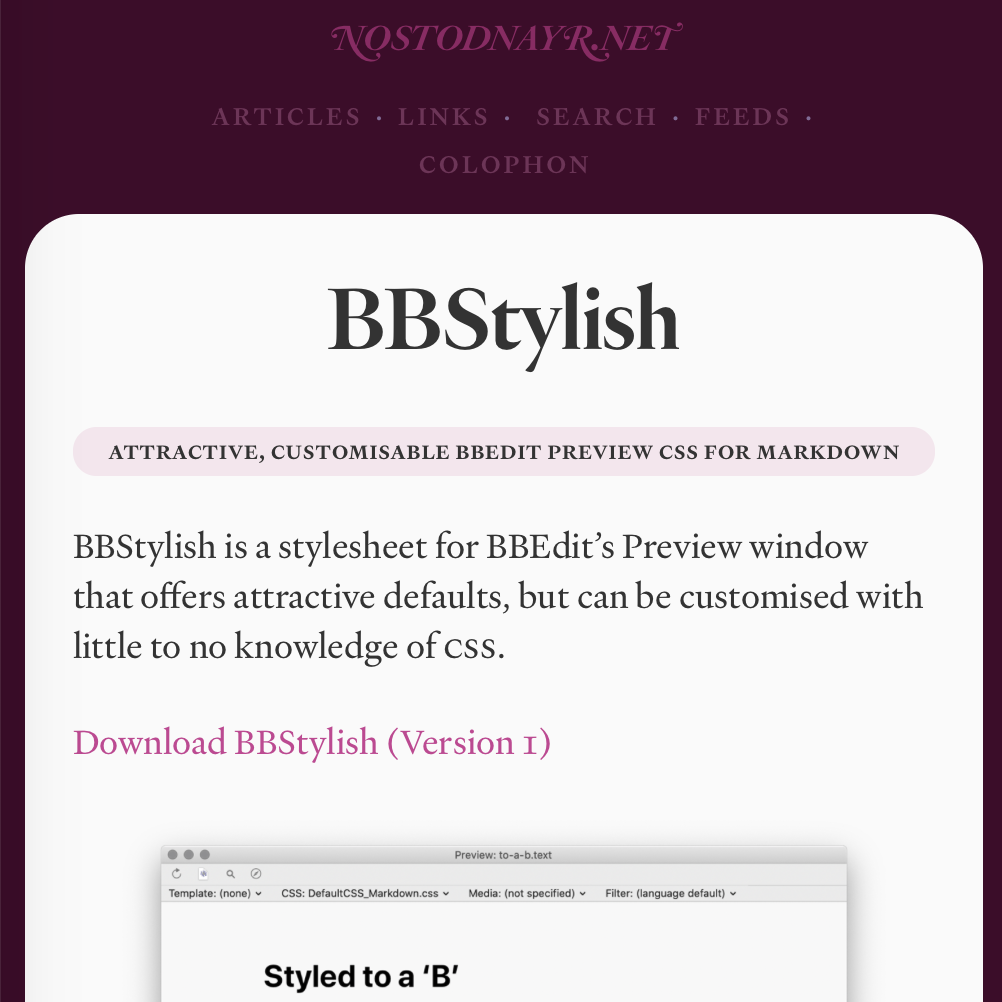 NOSTODNAYR.NET
ARTICLES · LINKS · SEARCH · FEEDS ·
COLOPHON
BBStylish
ATTRACTIVE, CUSTOMISABLE BBEDIT PREVIEW CSS FOR MARKDOWN
BBStylish is a stylesheet for BBEdit’s Preview window
that offers attractive defaults, but can be customised with
little to no knowledge of CSS.
Download BBStylish (Version 1)
Preview: to-a-b.text
Template: (none) CSS: DefaultCSS_Markdown.css Media: (not specified) Filter: (language default)
Styled to a ‘B’